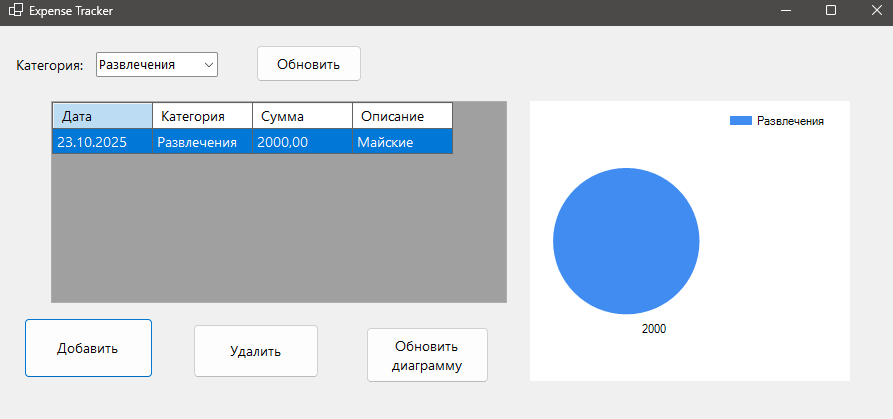 Expense Tracker
Категория: Развлечения Обновить
Дата Категория Сумма Описание
23.10.2025 Развлечения 2000,00 Майские
Развлечения
2000
Добавить
Удалить
Обновить
диаграмму